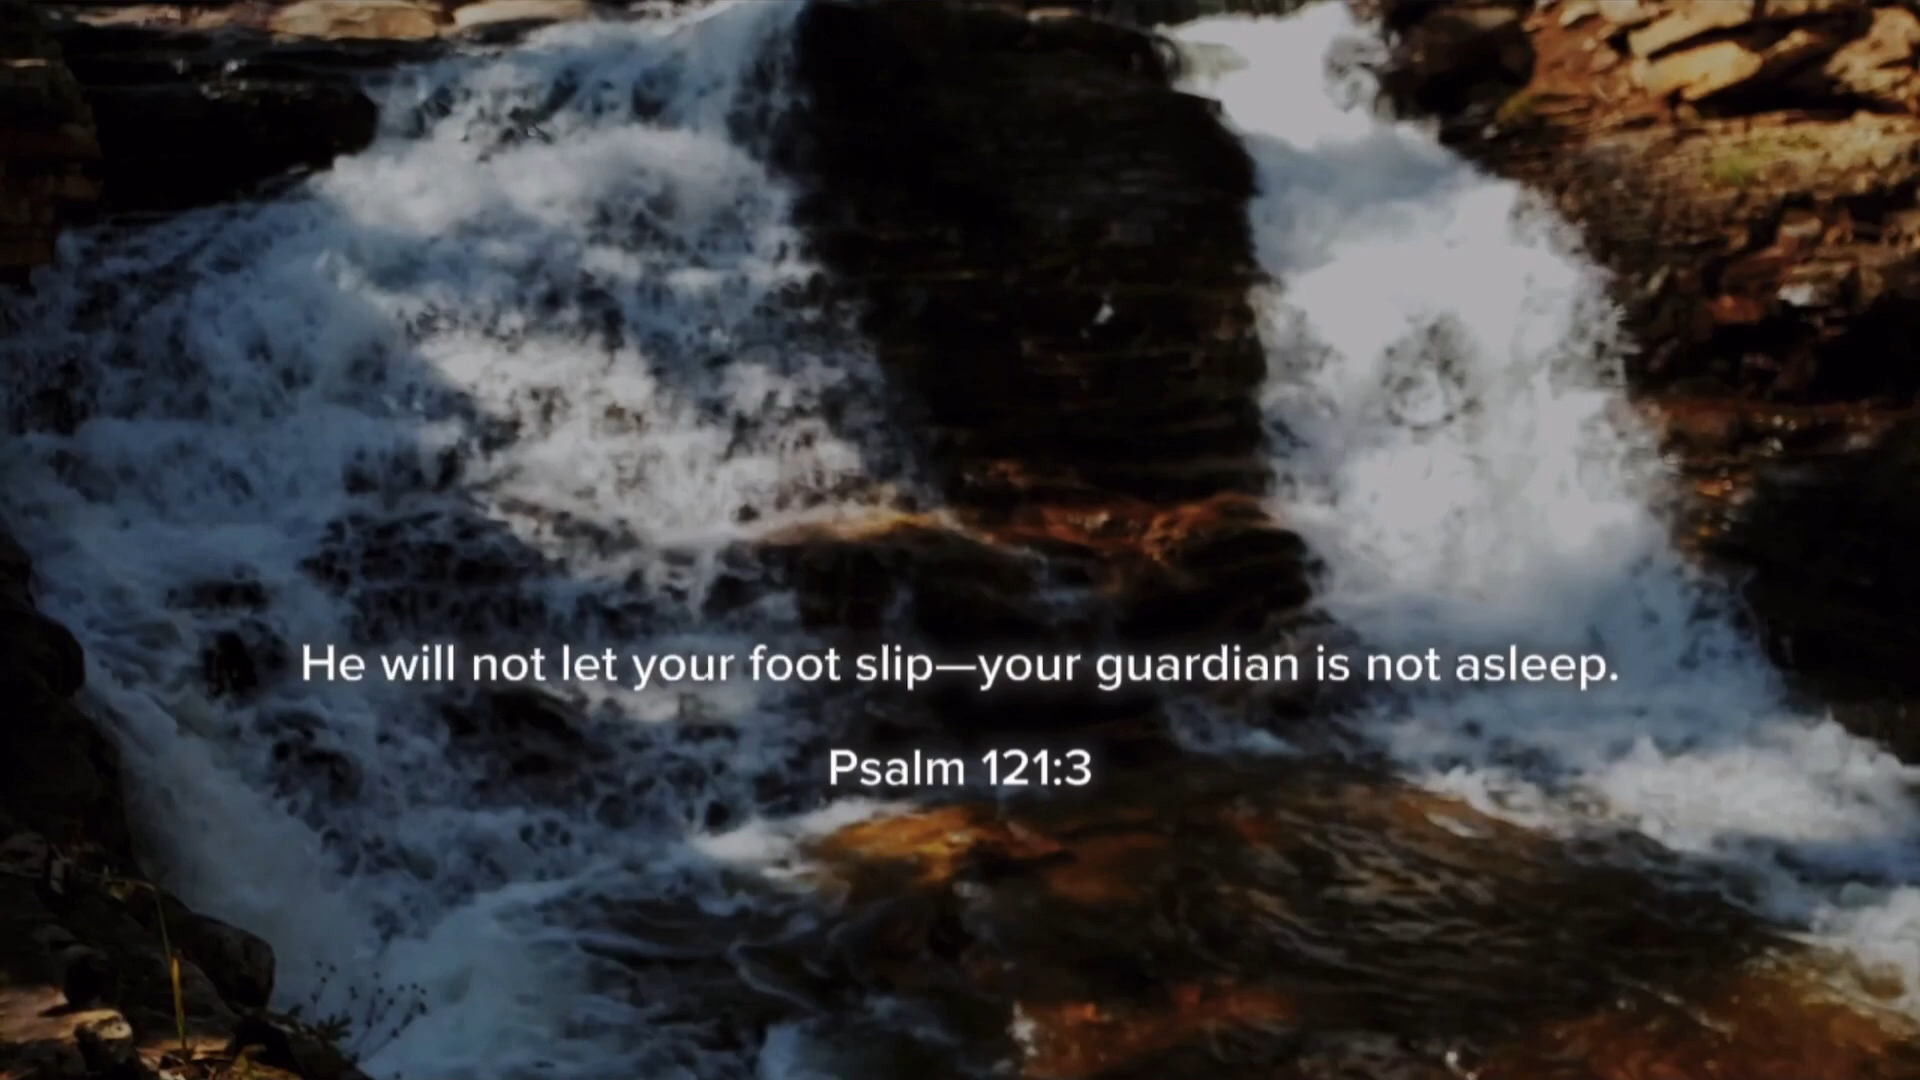 He will not let your foot slip—your guardian is not asleep.
Psalm 121:3